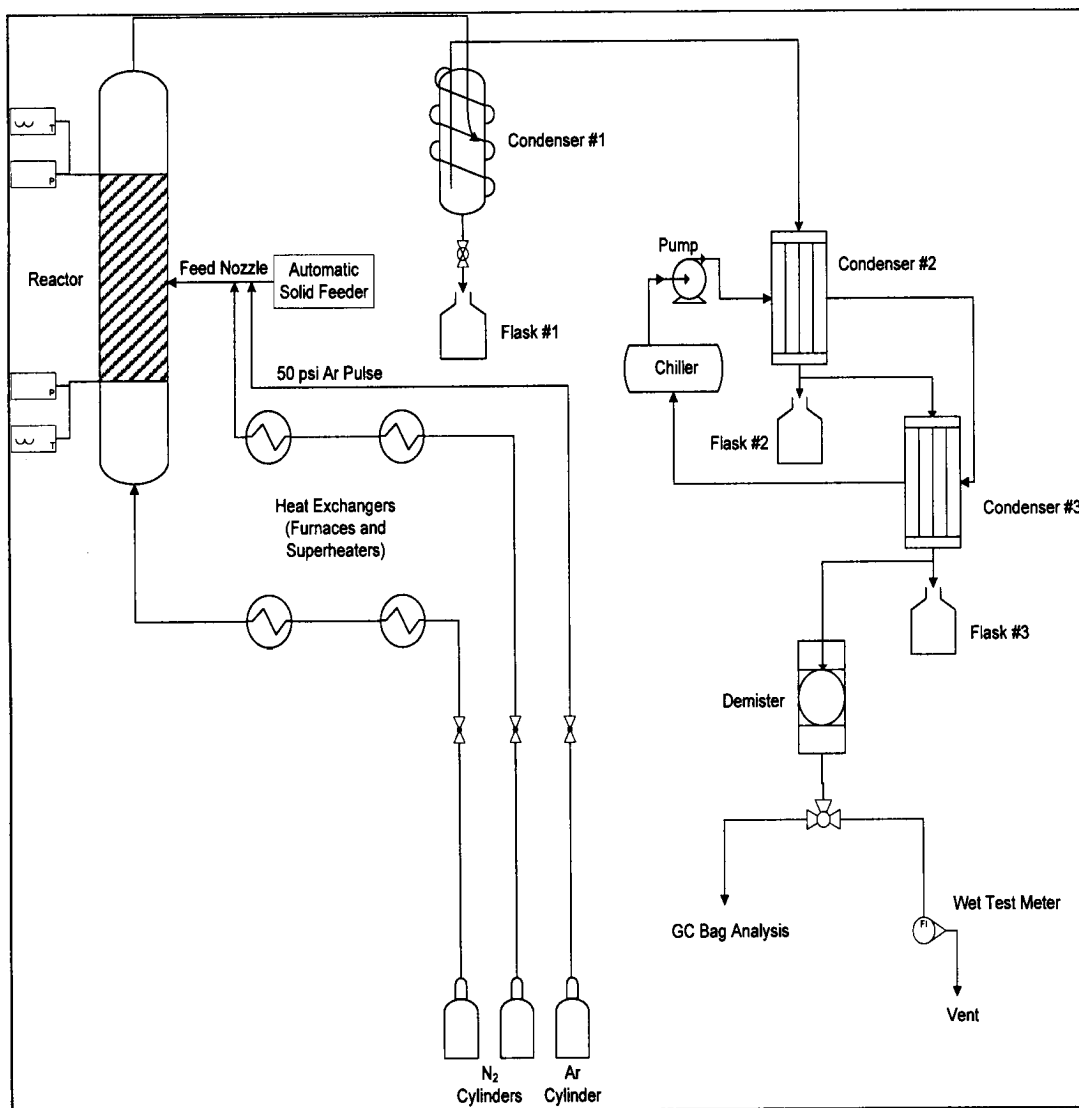 Condenser #1
T
P
Pump
Condenser #2
Feed Nozzle
Automatic
Solid Feeder
Reactor
Flask #1
Chiller
50 psi Ar Pulse
P
T
Flask #2
Condenser #3
Heat Exchangers
(Furnaces and
Superheaters)
Flask #3
Demister
Wet Test Meter
FI
GC Bag Analysis
Vent
N2
Cylinders
Ar
Cylinder